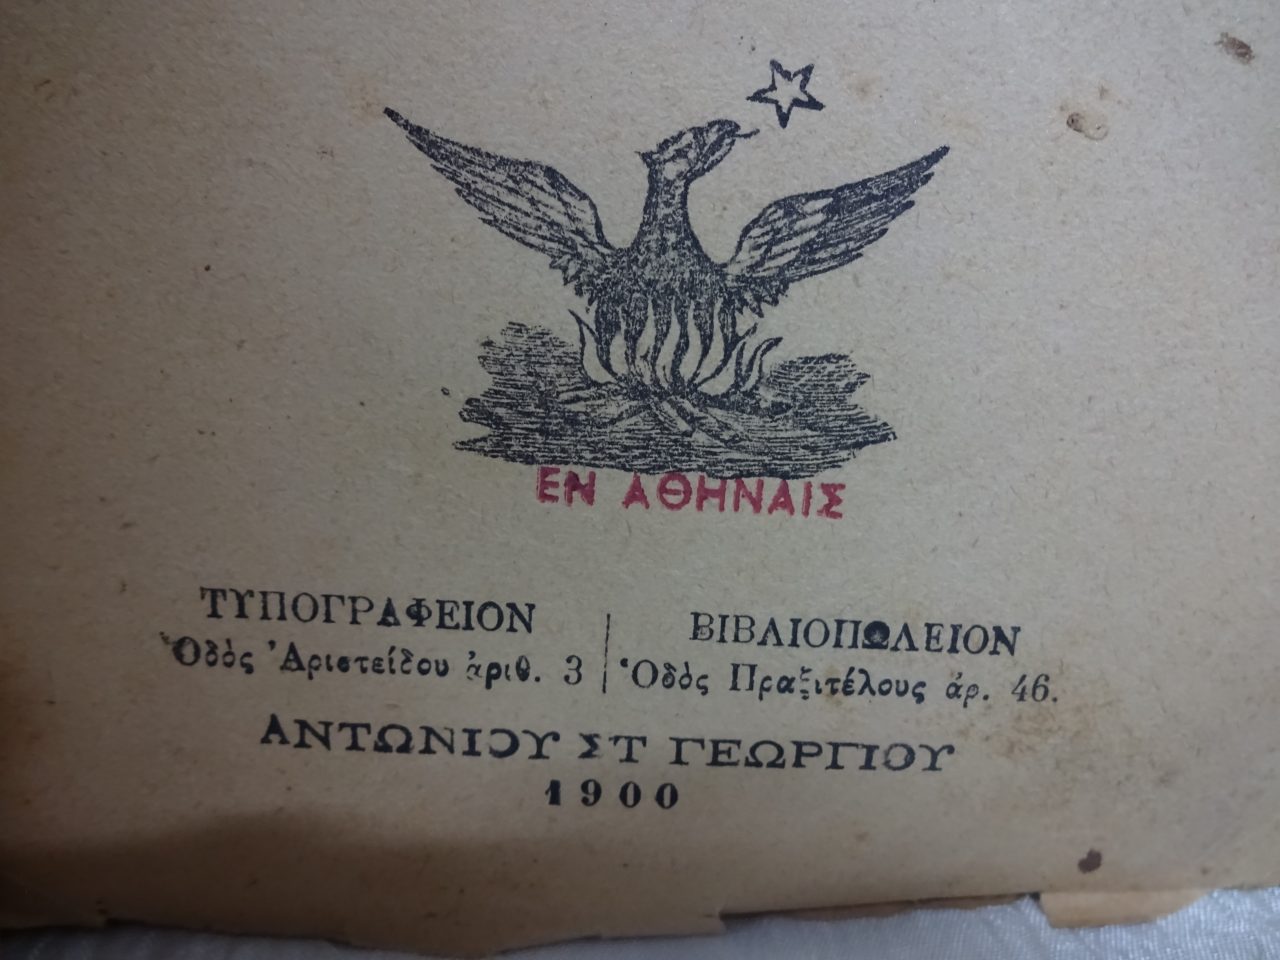 ΕΝ ΑΘΗΝΑΙΣ
ΤΥΠΟΓΡΑΦΕΙΟΝ
Ὁδὸς Ἀριστείδου ἀριθ. 3
ΒΙΒΛΙΟΠΩΛΕΙΟΝ
Ὁδὸς Πραξιτέλους ἀρ. 46.
ΑΝΤΩΝΙΟΥ ΣΤ ΓΕΩΡΓΙΟΥ
1900